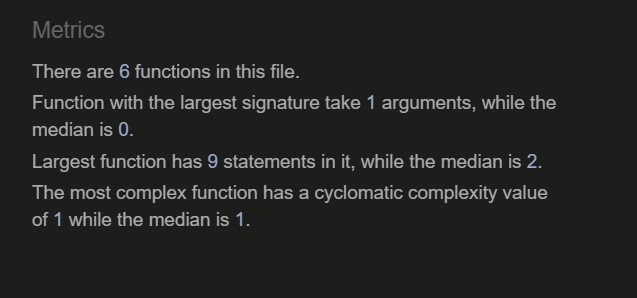 Metrics
There are 6 functions in this file.
Function with the largest signature take 1 arguments, while the
median is 0.
Largest function has 9 statements in it, while the median is 2.
The most complex function has a cyclomatic complexity value
of 1 while the median is 1.